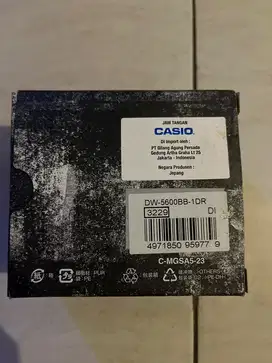 JAM TANGAN
CASIO
Di Import oleh :
PT Gilang Agung Persada
Gedung Artha Graha Lt 25
Jakarta - Indonesia
Negara Produsen :
Jepang
DW-5600BB-1DR
3229 DI
4971850 95977 9
C-MGSA5-23